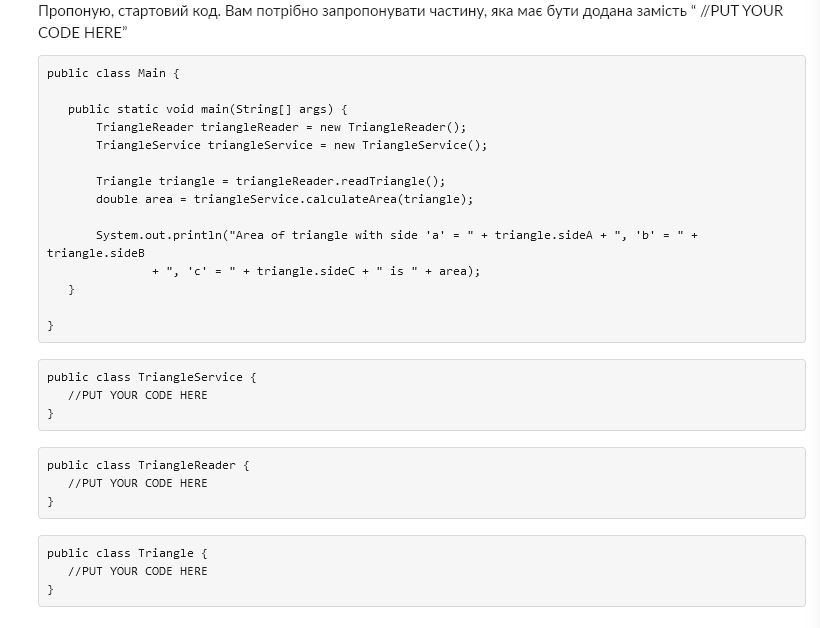 Пропоную, стартовий код. Вам потрібно запропонувати частину, яка має бути додана замість “ //PUT YOUR
CODE HERE”
public class Main {
public static void main(String[] args) {
TriangleReader triangleReader = new TriangleReader();
TriangleService triangleService = new TriangleService();
Triangle triangle = triangleReader.readTriangle();
double area = triangleService.calculateArea(triangle);
System.out.println("Area of triangle with side 'a' = " + triangle.sideA + ", 'b' = " +
triangle.sideB
+ ", 'c' = " + triangle.sideC + " is " + area);
}
}
public class TriangleService {
//PUT YOUR CODE HERE
}
public class TriangleReader {
//PUT YOUR CODE HERE
}
public class Triangle {
//PUT YOUR CODE HERE
}